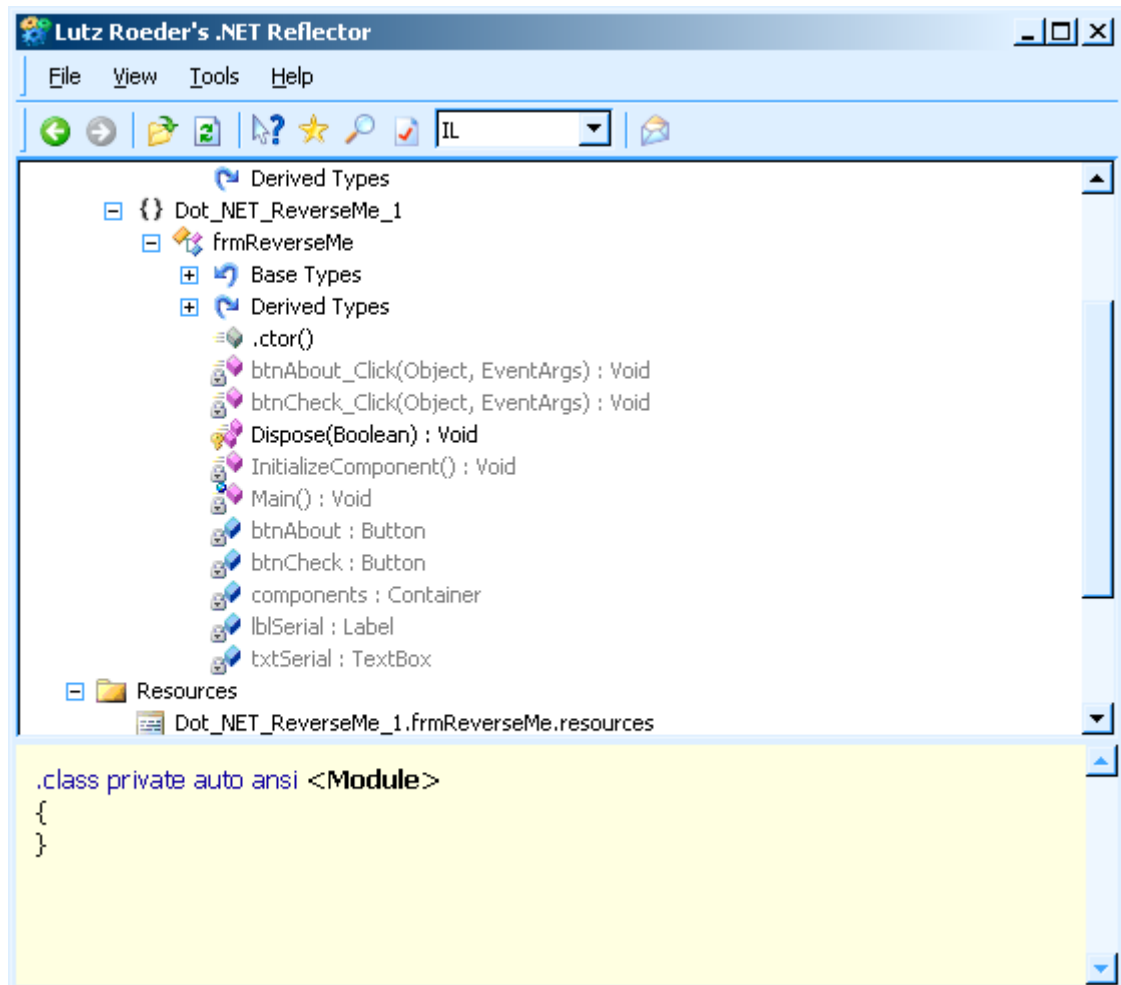 Lutz Roeder's .NET Reflector
File View Tools Help
IL
Derived Types
{} Dot_NET_ReverseMe_1
frmReverseMe
Base Types
Derived Types
.ctor()
btnAbout_Click(Object, EventArgs) : Void
btnCheck_Click(Object, EventArgs) : Void
Dispose(Boolean) : Void
InitializeComponent() : Void
Main() : Void
btnAbout : Button
btnCheck : Button
components : Container
lblSerial : Label
txtSerial : TextBox
Resources
Dot_NET_ReverseMe_1.frmReverseMe.resources
.class private auto ansi <Module>
{
}